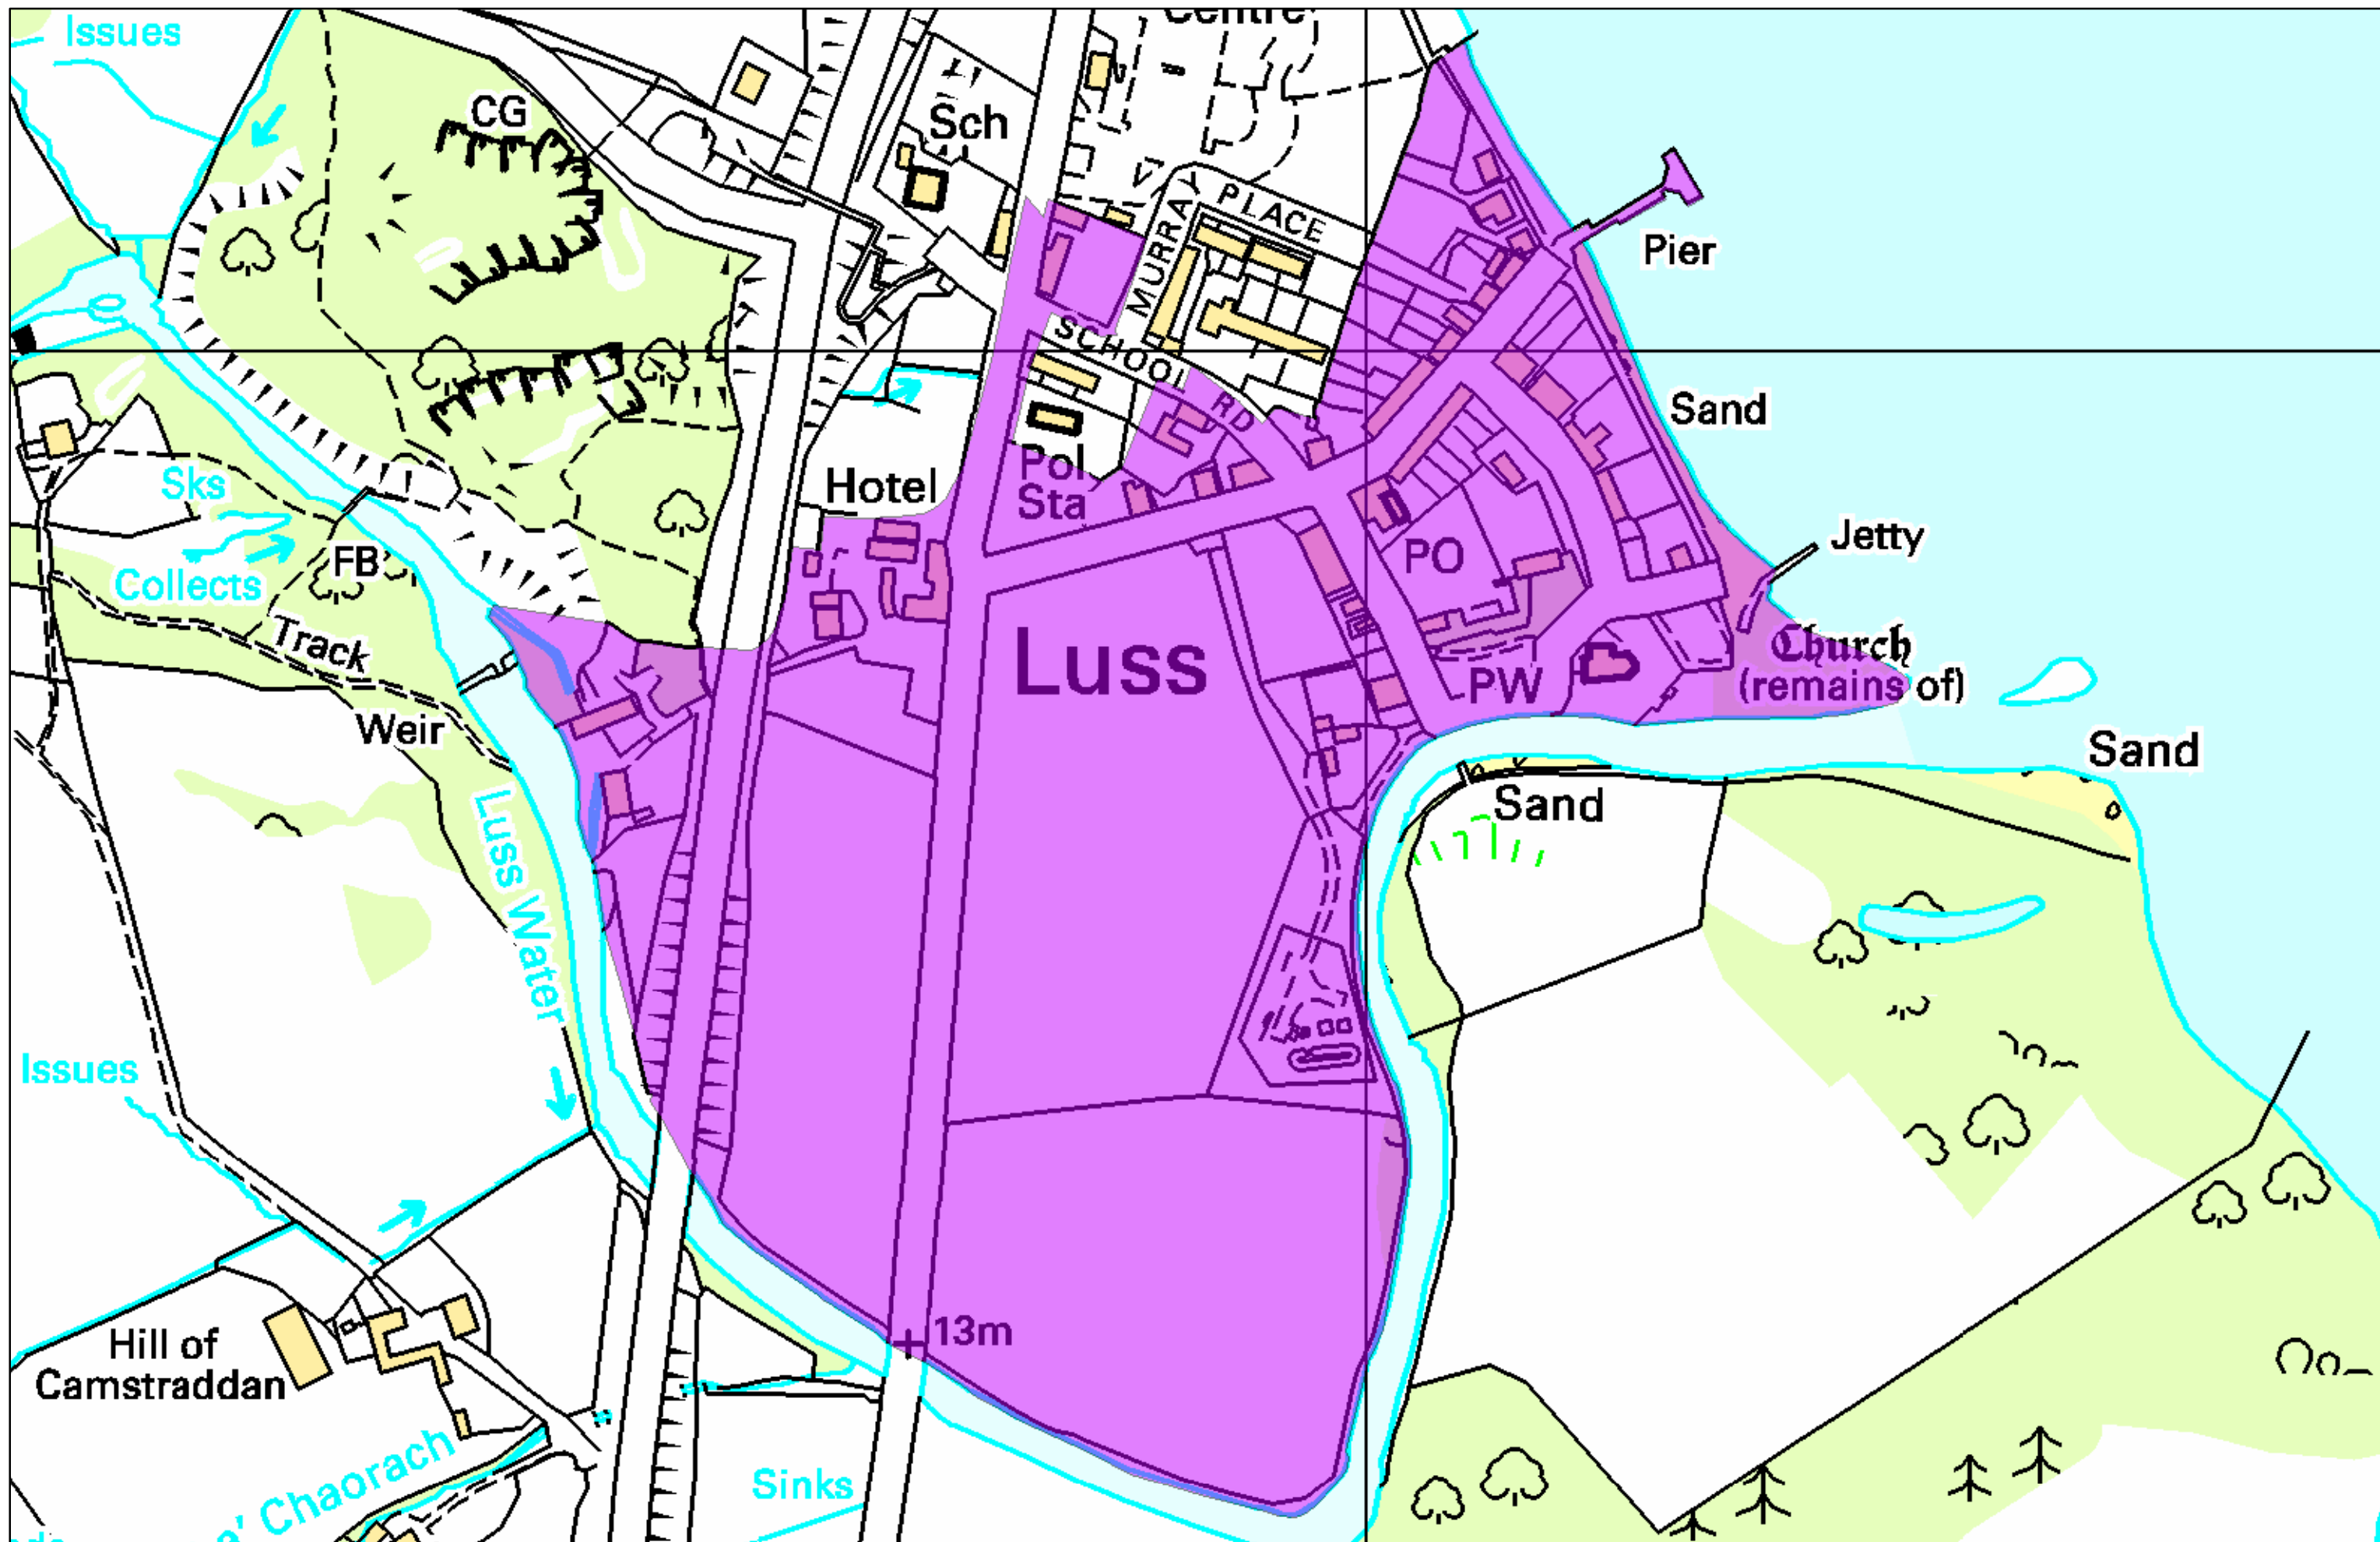 Issues
Centre
CG
Sch
MURRAY
PLACE
Pier
SCHOOL
RD
Sand
Sks
Hotel
Pol
Sta
FB
Collects
Jetty
PO
Track
Luss
Church
(remains of)
PW
Weir
Sand
Sand
Luss Water
Issues
13m
Hill of
Camstraddan
Sinks
Chaorach